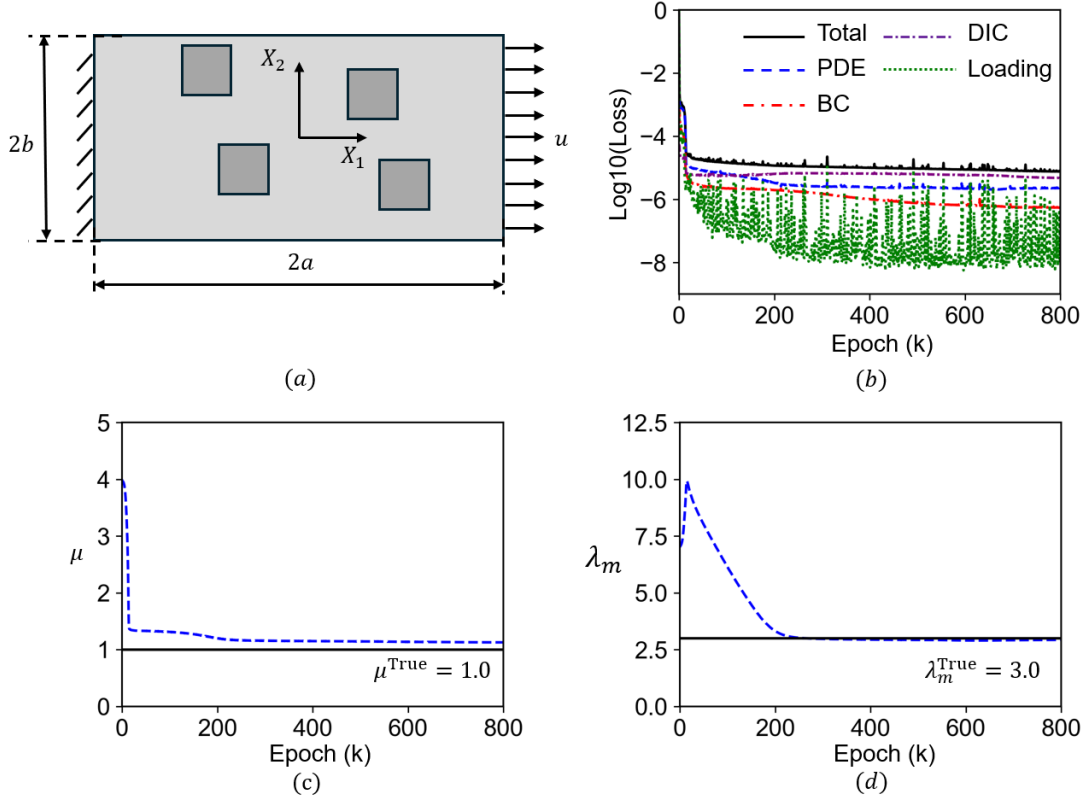 X₂
X₁
2b
u
2a
(a)
0
−2
−4
−6
−8
Log10(Loss)
Total
PDE
BC
DIC
Loading
0 200 400 600 800
Epoch (k)
(b)
5
4
3
2
1
0
μ
μ^True = 1.0
0 200 400 600 800
Epoch (k)
(c)
12.5
10.0
7.5
5.0
2.5
0.0
λₘ
λₘ^True = 3.0
0 200 400 600 800
Epoch (k)
(d)